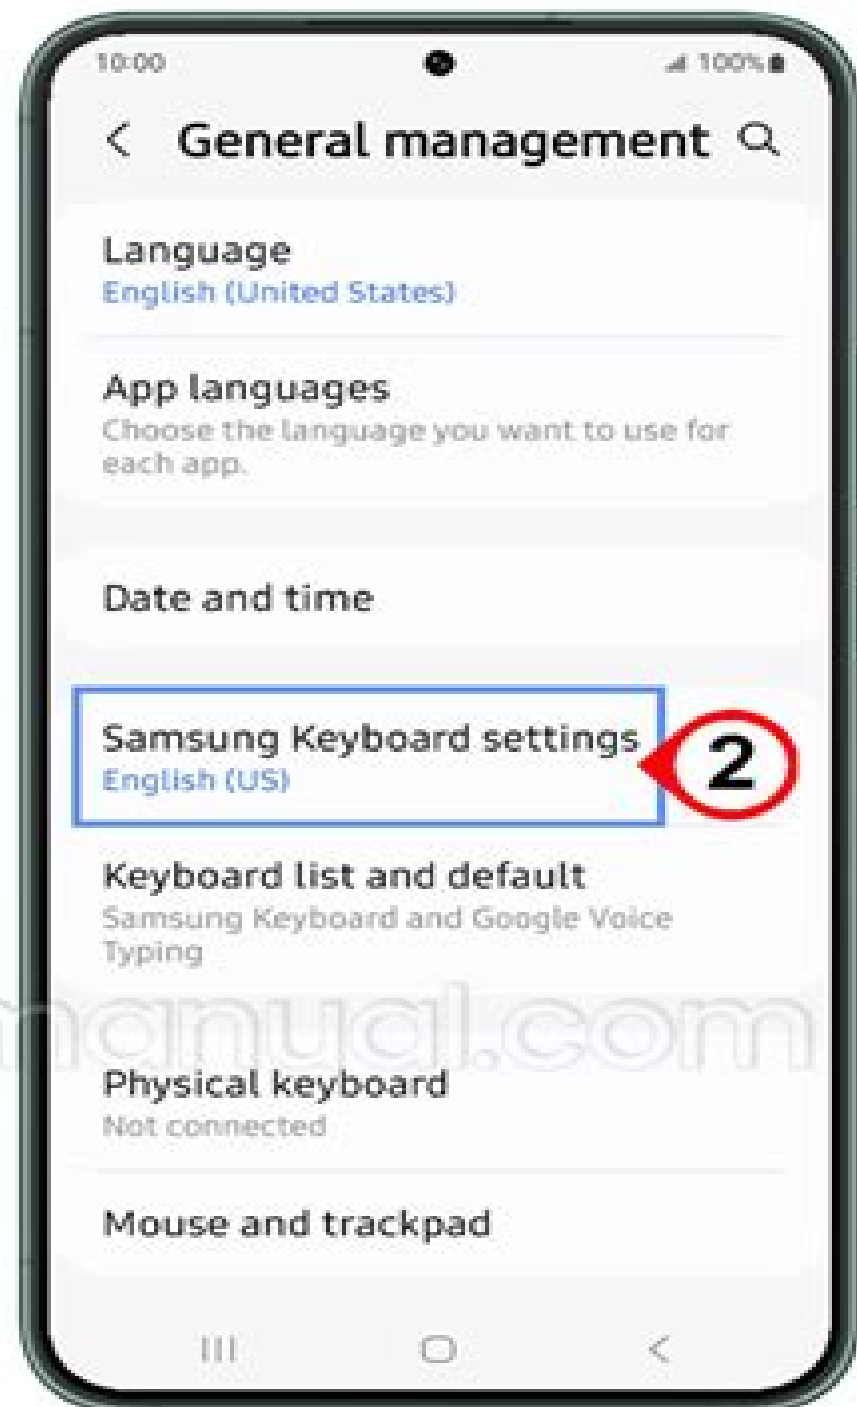 10:00
100%
General management
Language
English (United States)
App languages
Choose the language you want to use for
each app.
Date and time
Samsung Keyboard settings
English (US)
2
Keyboard list and default
Samsung Keyboard and Google Voice
Typing
manual.com
Physical keyboard
Not connected
Mouse and trackpad